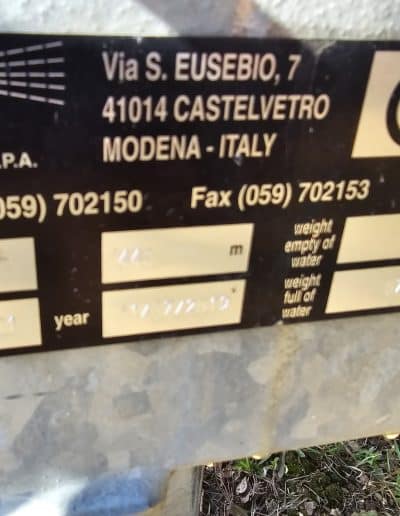 Via S. EUSEBIO, 7
41014 CASTELVETRO
.P.A. MODENA - ITALY
059) 702150 Fax (059) 702153
m weight empty of water
year weight full of water